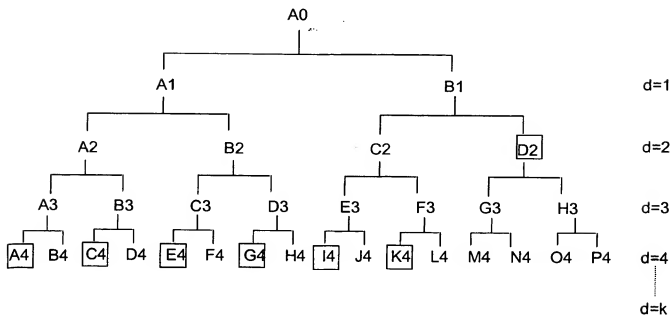 A0
A1 B1 d=1
A2 B2 C2 D2 d=2
A3 B3 C3 D3 E3 F3 G3 H3 d=3
A4 B4 C4 D4 E4 F4 G4 H4 I4 J4 K4 L4 M4 N4 O4 P4 d=4
d=k